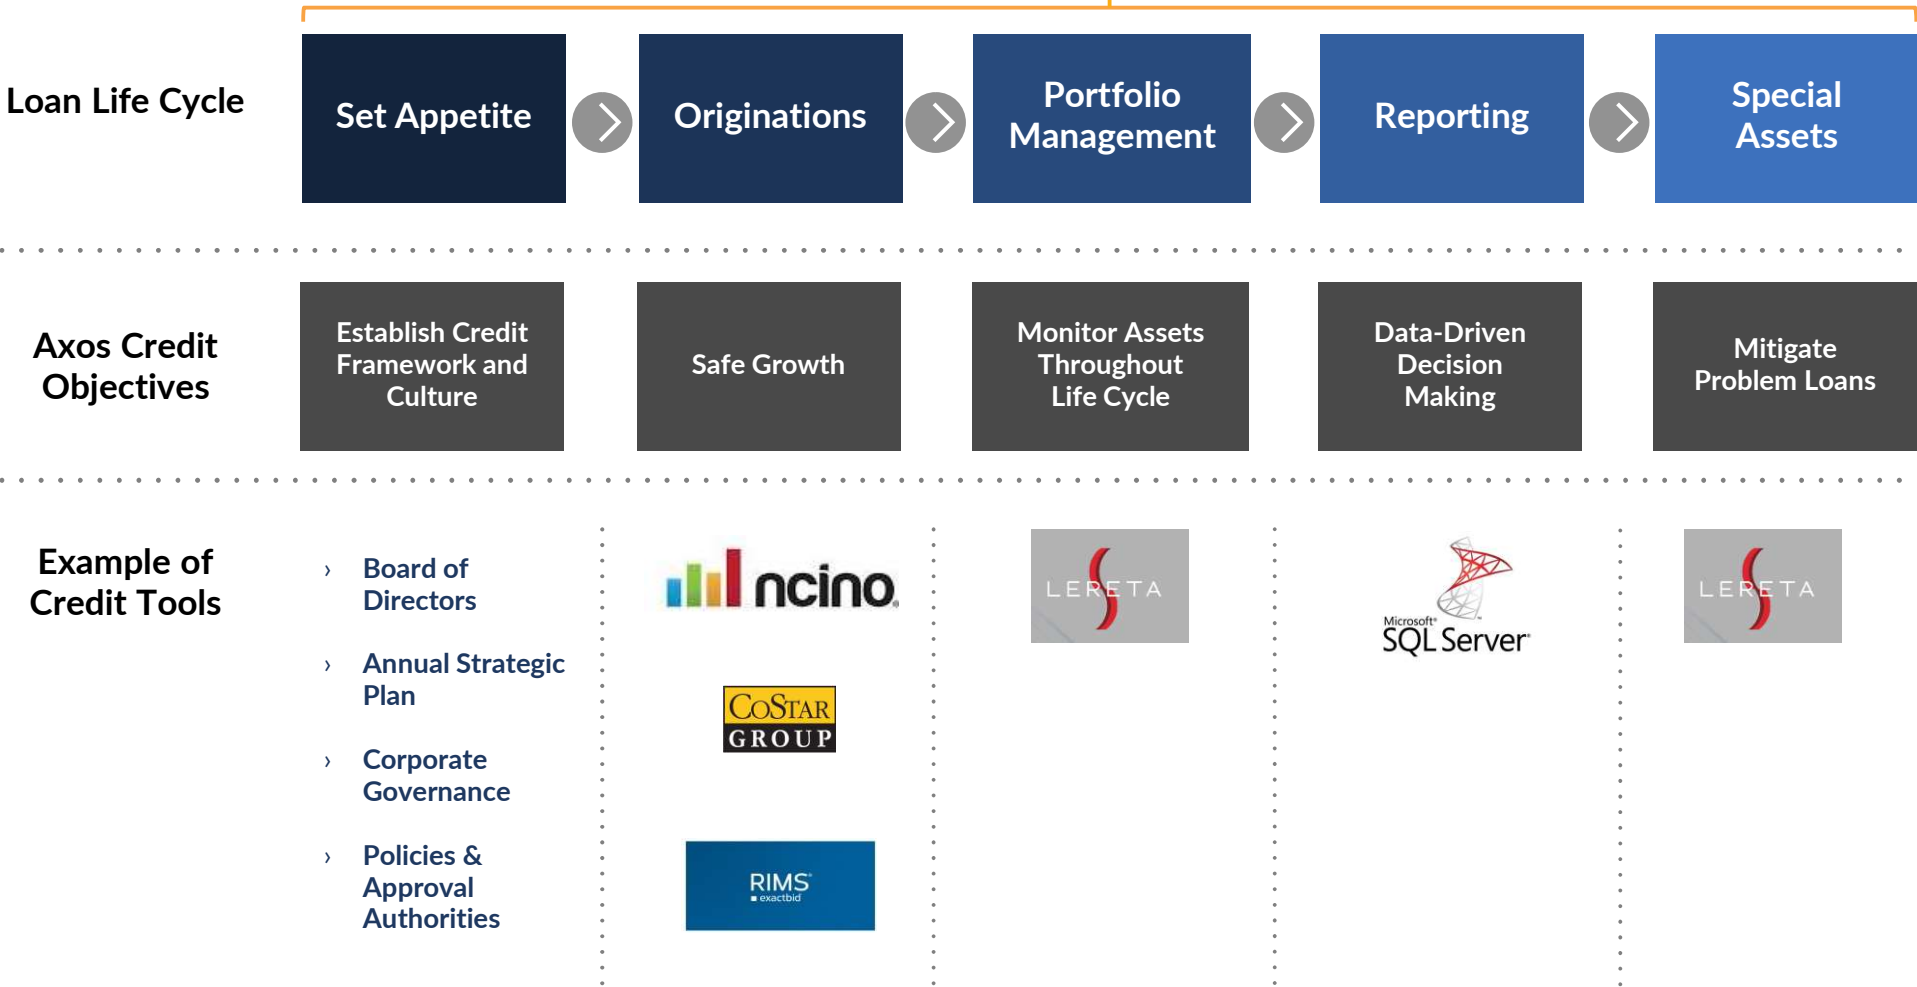 Loan Life Cycle
Set Appetite
Originations
Portfolio
Management
Reporting
Special
Assets
Axos Credit
Objectives
Establish Credit
Framework and
Culture
Safe Growth
Monitor Assets
Throughout
Life Cycle
Data-Driven
Decision
Making
Mitigate
Problem Loans
Example of
Credit Tools
› Board of
Directors
› Annual Strategic
Plan
› Corporate
Governance
› Policies &
Approval
Authorities
ncino®
COSTAR
GROUP
RIMS®
exactbid
LERETA
Microsoft®
SQL Server®
LERETA